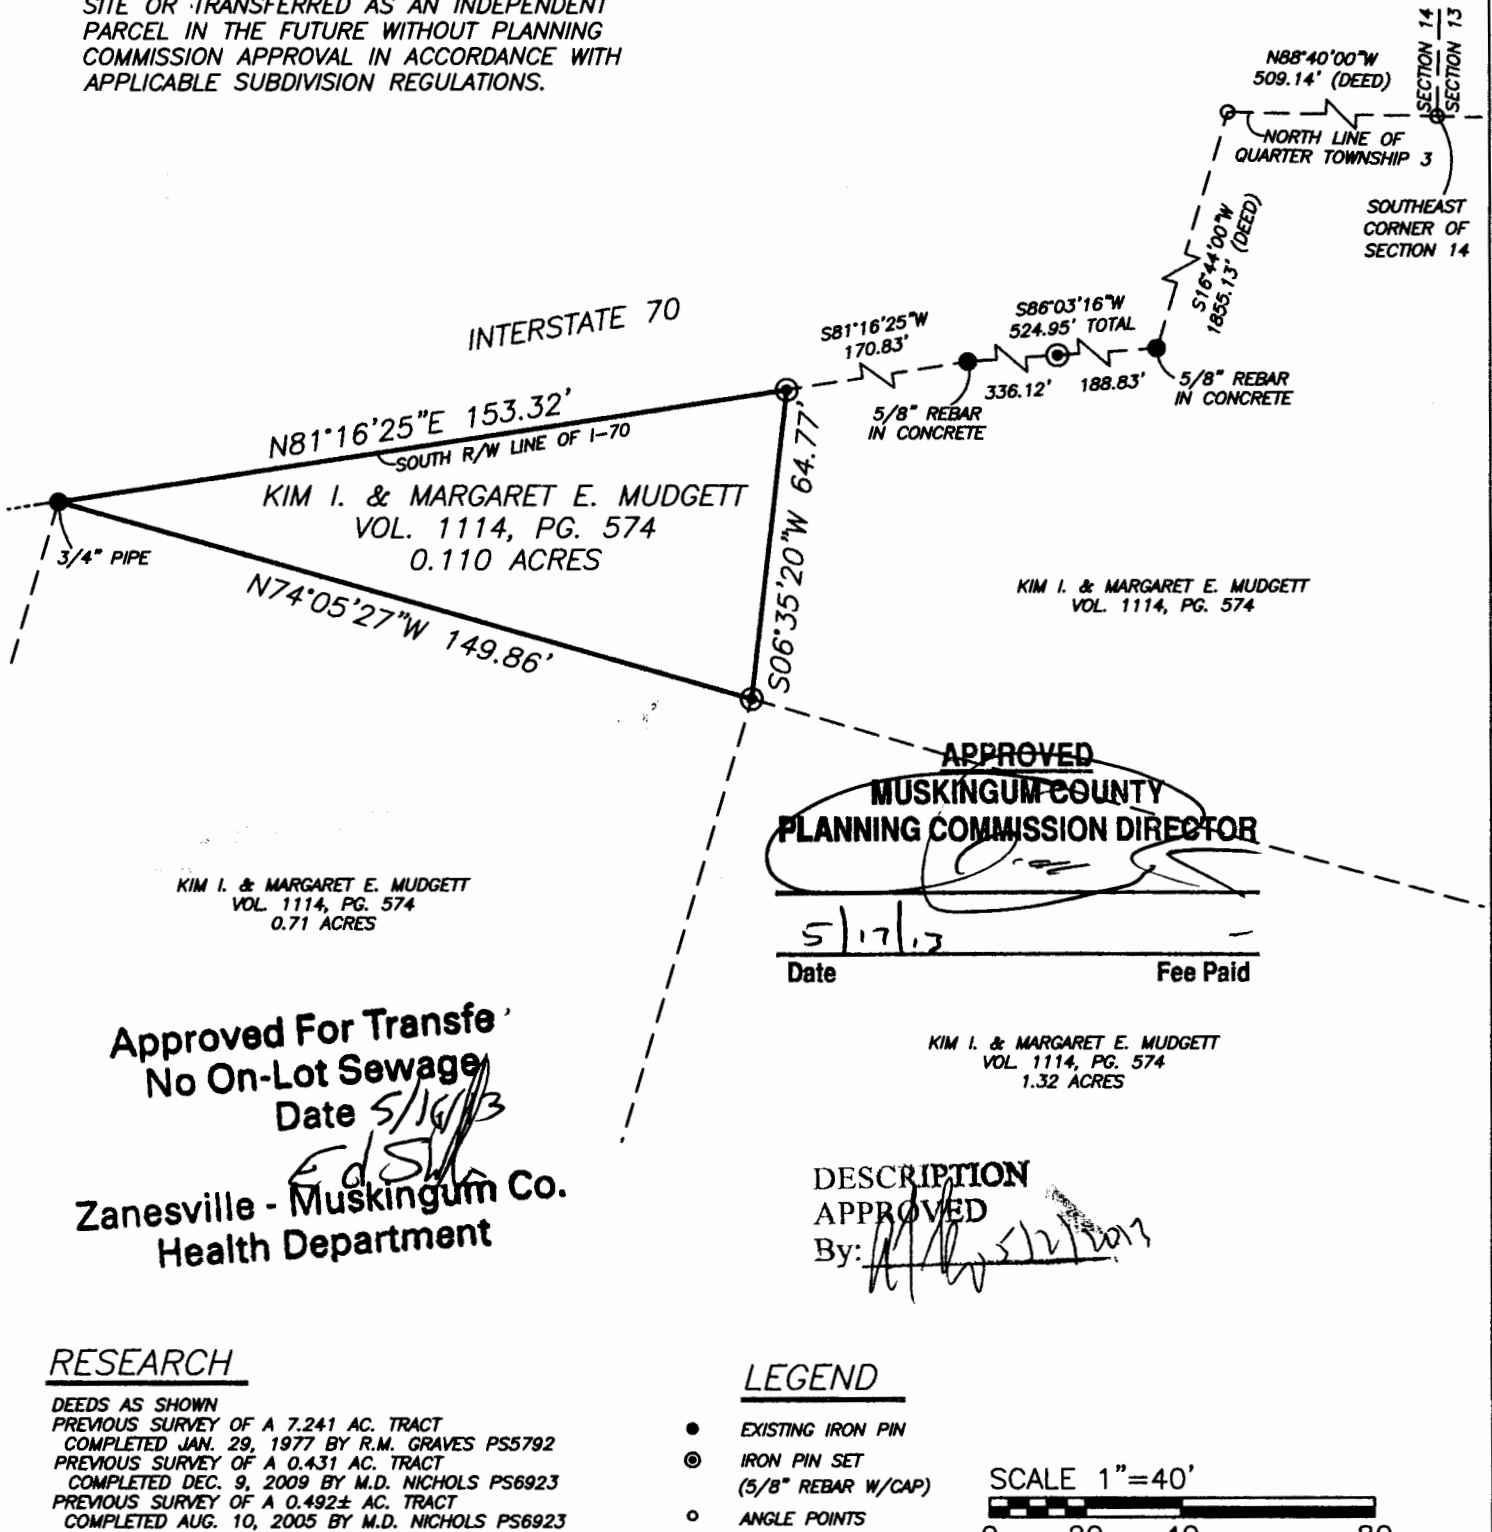 SITE OR TRANSFERRED AS AN INDEPENDENT
PARCEL IN THE FUTURE WITHOUT PLANNING
COMMISSION APPROVAL IN ACCORDANCE WITH
APPLICABLE SUBDIVISION REGULATIONS.
SECTION 14
SECTION 13
N88°40'00"W
509.14' (DEED)
NORTH LINE OF
QUARTER TOWNSHIP 3
SOUTHEAST
CORNER OF
SECTION 14
S16°44'00"W
1855.13' (DEED)
INTERSTATE 70
S81°16'25"W
170.83'
S86°03'16"W
524.95' TOTAL
336.12'
188.83'
5/8" REBAR
IN CONCRETE
5/8" REBAR
IN CONCRETE
N81°16'25"E 153.32'
SOUTH R/W LINE OF I-70
KIM I. & MARGARET E. MUDGETT
VOL. 1114, PG. 574
0.110 ACRES
S06°35'20"W 64.77'
3/4" PIPE
N74°05'27"W 149.86'
KIM I. & MARGARET E. MUDGETT
VOL. 1114, PG. 574
APPROVED
MUSKINGUM COUNTY
PLANNING COMMISSION DIRECTOR
5/17/13 -
Date Fee Paid
KIM I. & MARGARET E. MUDGETT
VOL. 1114, PG. 574
0.71 ACRES
Approved For Transfe
No On-Lot Sewage
Date 5/16/13
Zanesville - Muskingum Co.
Health Department
KIM I. & MARGARET E. MUDGETT
VOL. 1114, PG. 574
1.32 ACRES
DESCRIPTION
APPROVED
By:
RESEARCH
DEEDS AS SHOWN
PREVIOUS SURVEY OF A 7.241 AC. TRACT
COMPLETED JAN. 29, 1977 BY R.M. GRAVES PS5792
PREVIOUS SURVEY OF A 0.431 AC. TRACT
COMPLETED DEC. 9, 2009 BY M.D. NICHOLS PS6923
PREVIOUS SURVEY OF A 0.492± AC. TRACT
COMPLETED AUG. 10, 2005 BY M.D. NICHOLS PS6923
LEGEND
EXISTING IRON PIN
IRON PIN SET
(5/8" REBAR W/CAP)
ANGLE POINTS
SCALE 1"=40'
0 20 40 80